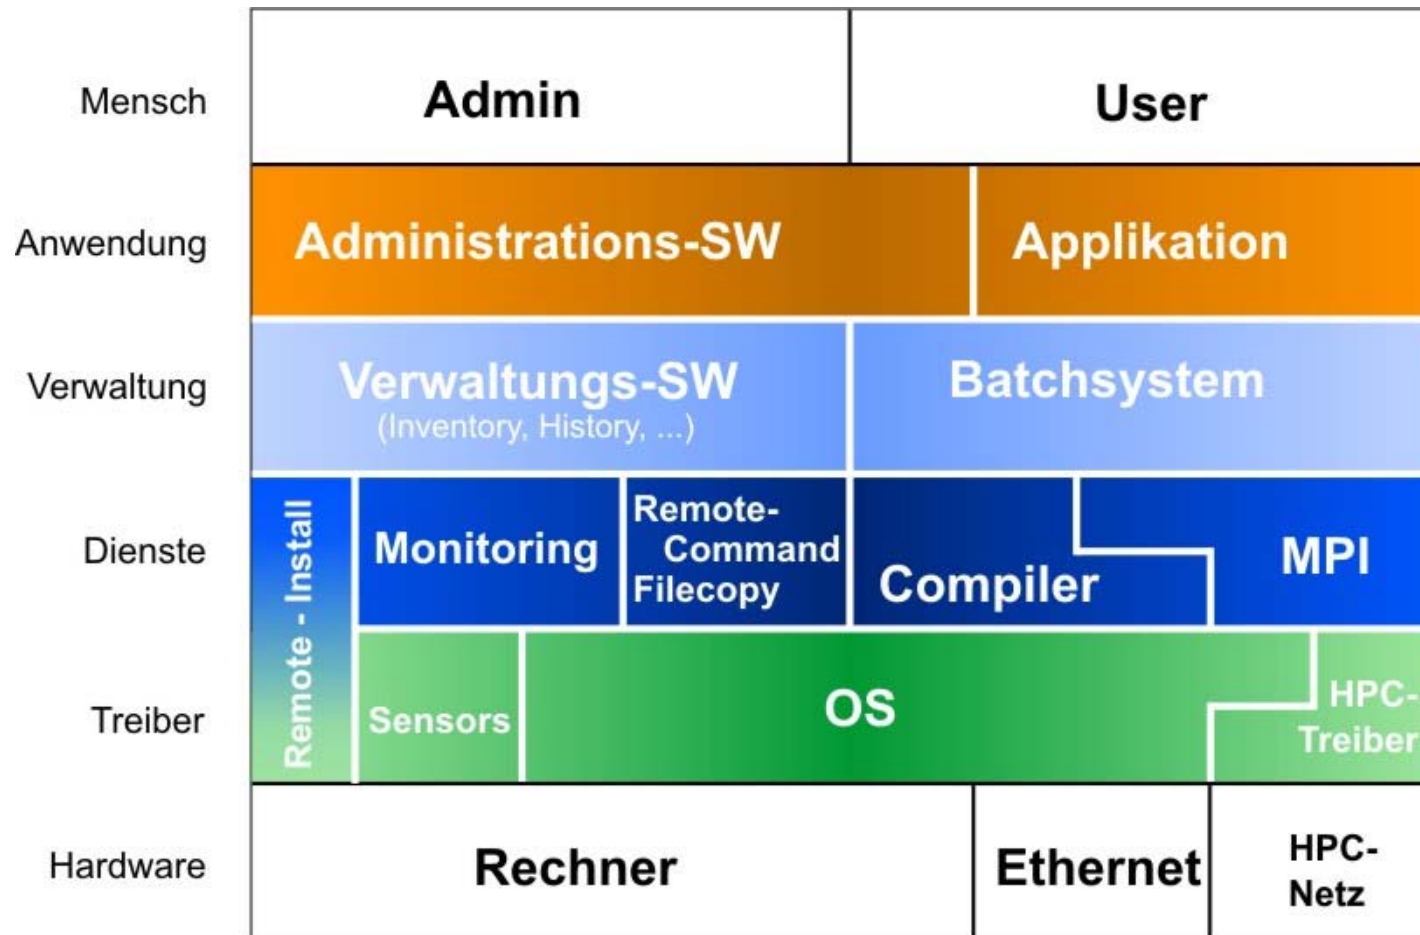 Mensch
Admin
User
Anwendung
Administrations-SW
Applikation
Verwaltung
Verwaltungs-SW
(Inventory, History, ...)
Batchsystem
Dienste
Remote - Install
Monitoring
Remote-
Command
Filecopy
Compiler
MPI
Treiber
Sensors
OS
HPC-
Treiber
Hardware
Rechner
Ethernet
HPC-
Netz